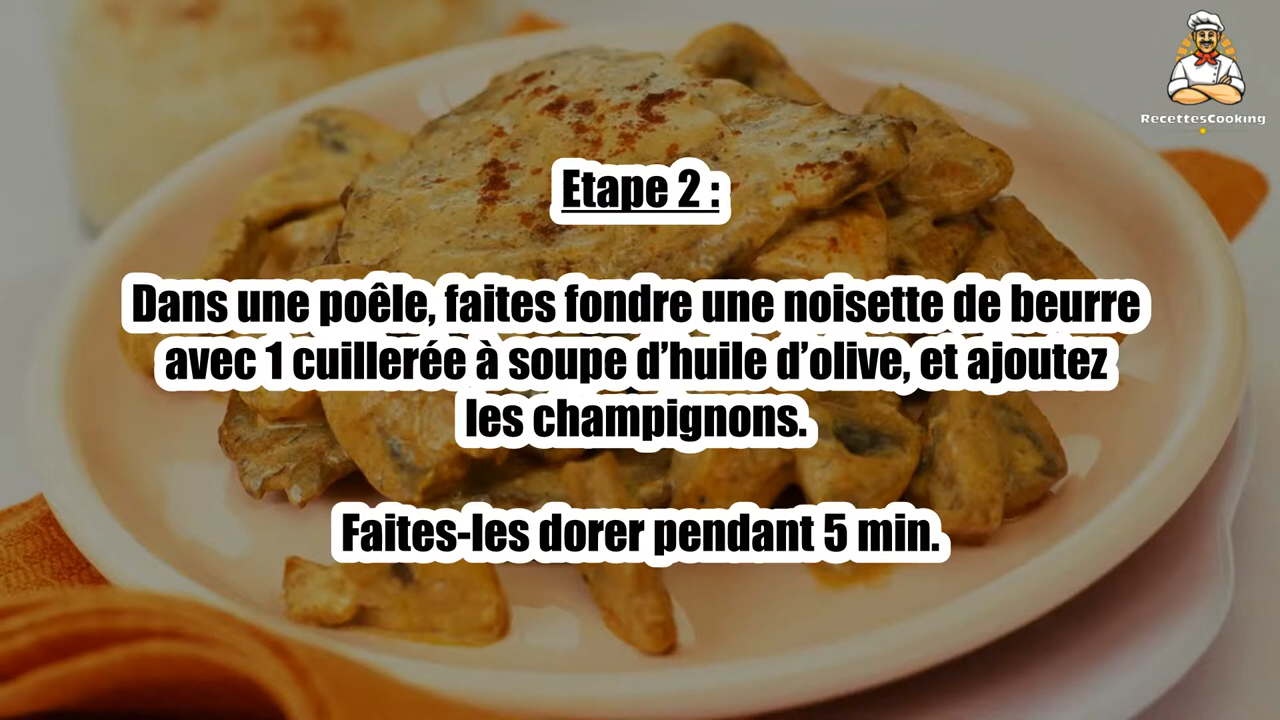 RecettesCooking
Etape 2 :
Dans une poêle, faites fondre une noisette de beurre
avec 1 cuillerée à soupe d’huile d’olive, et ajoutez
les champignons.
Faites-les dorer pendant 5 min.